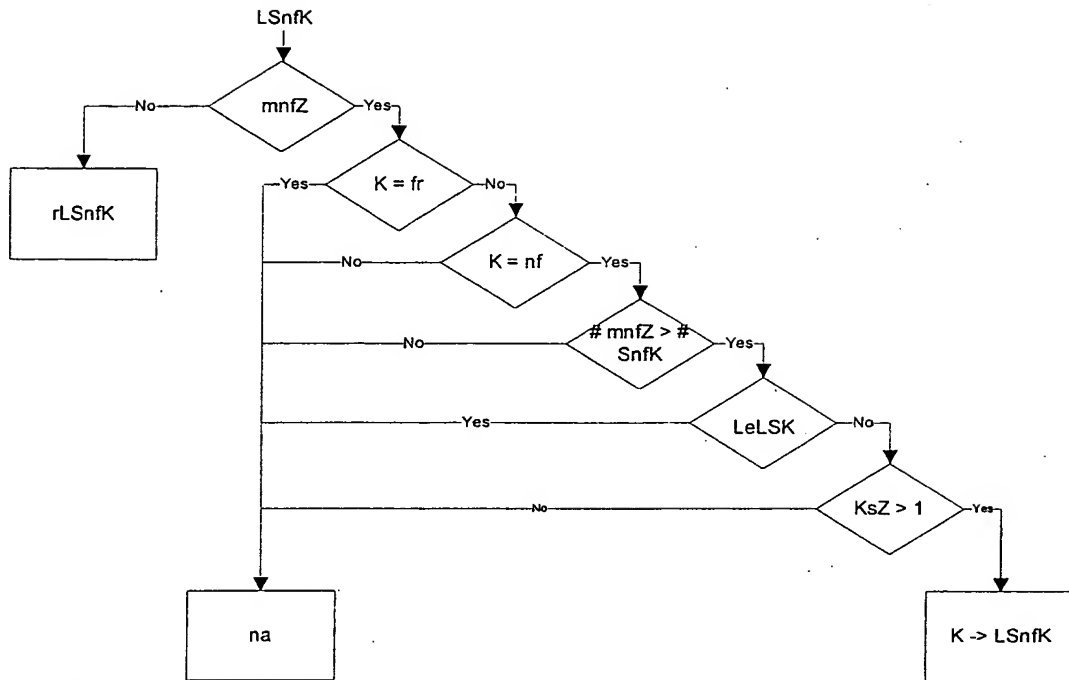 LSnfK
mnfZ
No
Yes
K = fr
Yes
No
rLSnfK
K = nf
No
Yes
# mnfZ > #
SnfK
No
Yes
LeLSK
Yes
No
KsZ > 1
No
Yes
na
K -> LSnfK